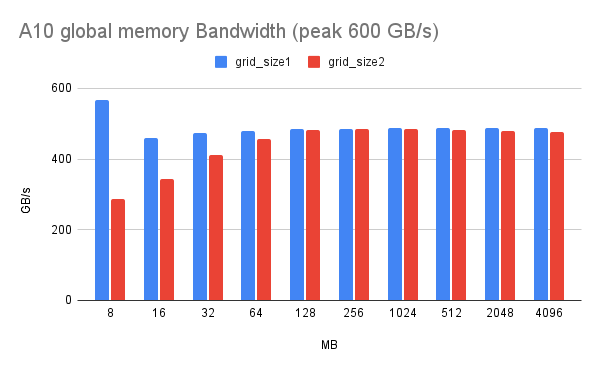 A10 global memory Bandwidth (peak 600 GB/s)
grid_size1 grid_size2
600
400
200
0
GB/s
8 16 32 64 128 256 1024 512 2048 4096
MB